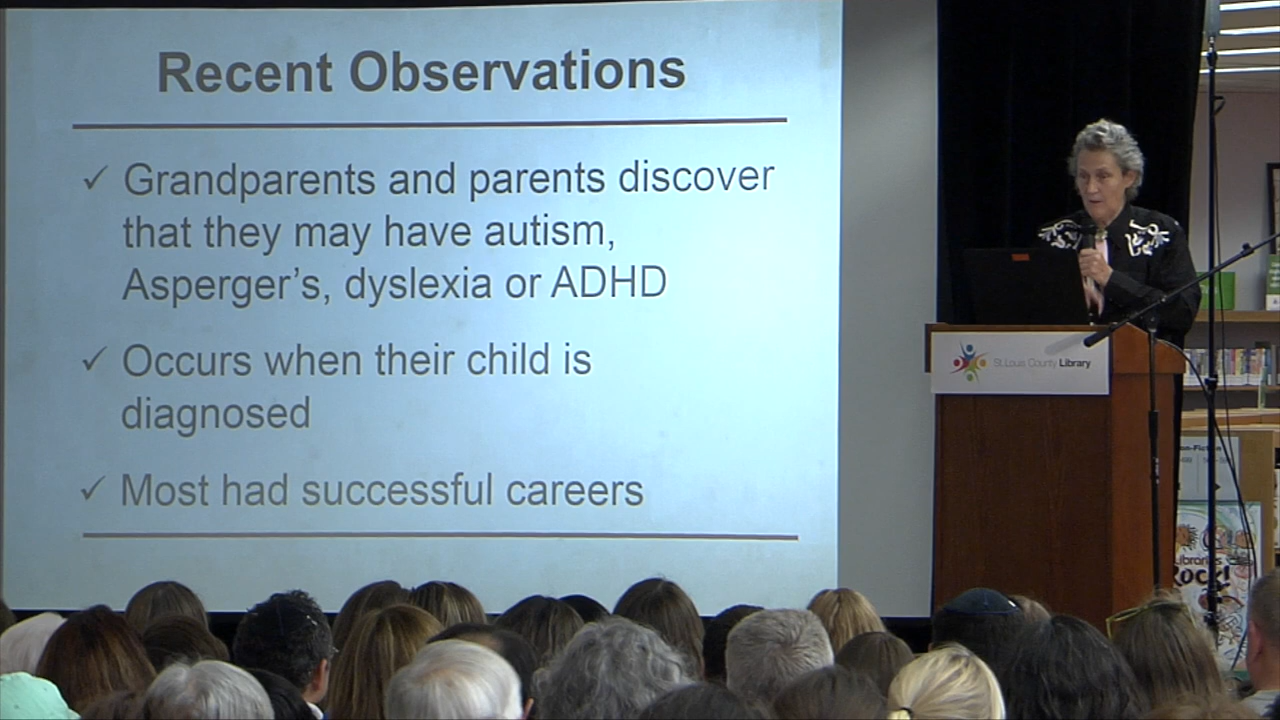 Recent Observations
✓ Grandparents and parents discover
that they may have autism,
Asperger's, dyslexia or ADHD
✓ Occurs when their child is
diagnosed
✓ Most had successful careers
St. Louis County Library
Libraries
Rock!